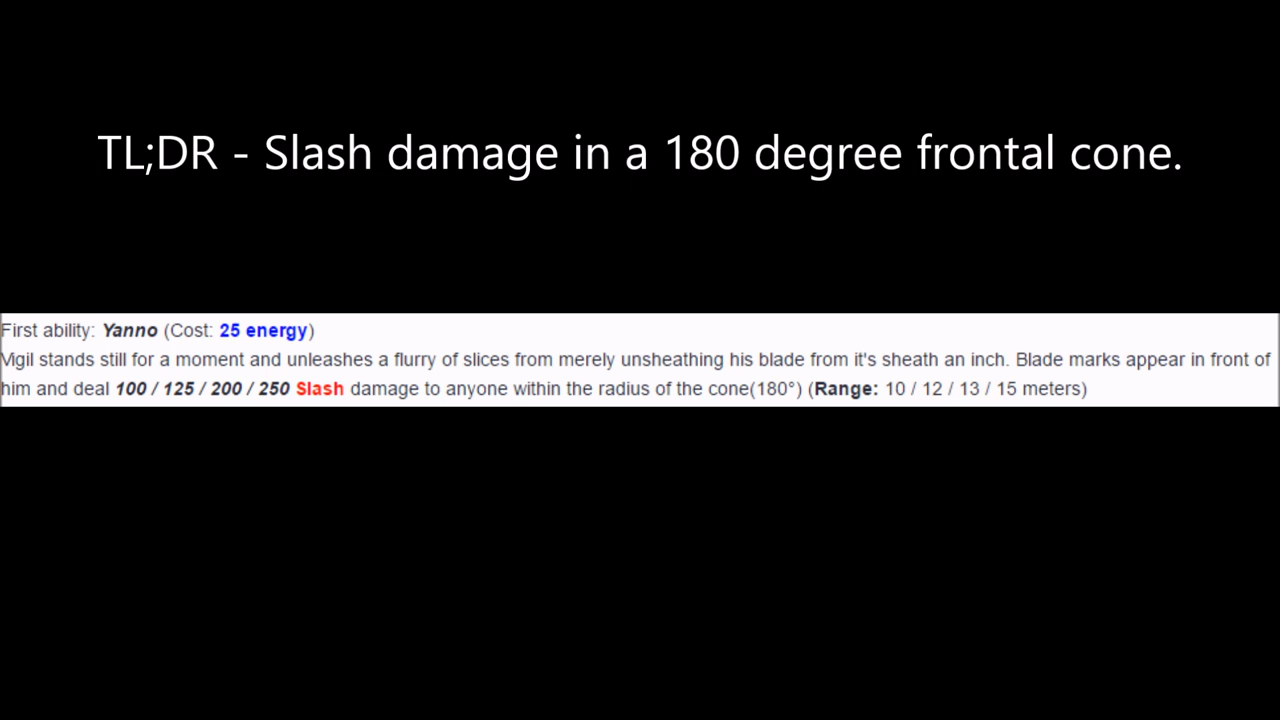 TL;DR - Slash damage in a 180 degree frontal cone.
First ability: Yanno (Cost: 25 energy)
Vigil stands still for a moment and unleashes a flurry of slices from merely unsheathing his blade from it's sheath an inch. Blade marks appear in front of
him and deal 100 / 125 / 200 / 250 Slash damage to anyone within the radius of the cone(180°) (Range: 10 / 12 / 13 / 15 meters)